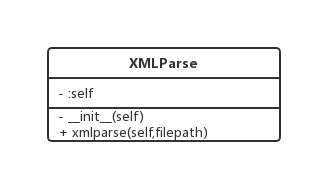 XMLParse
- :self
- __init__(self)
+ xmlparse(self,filepath)